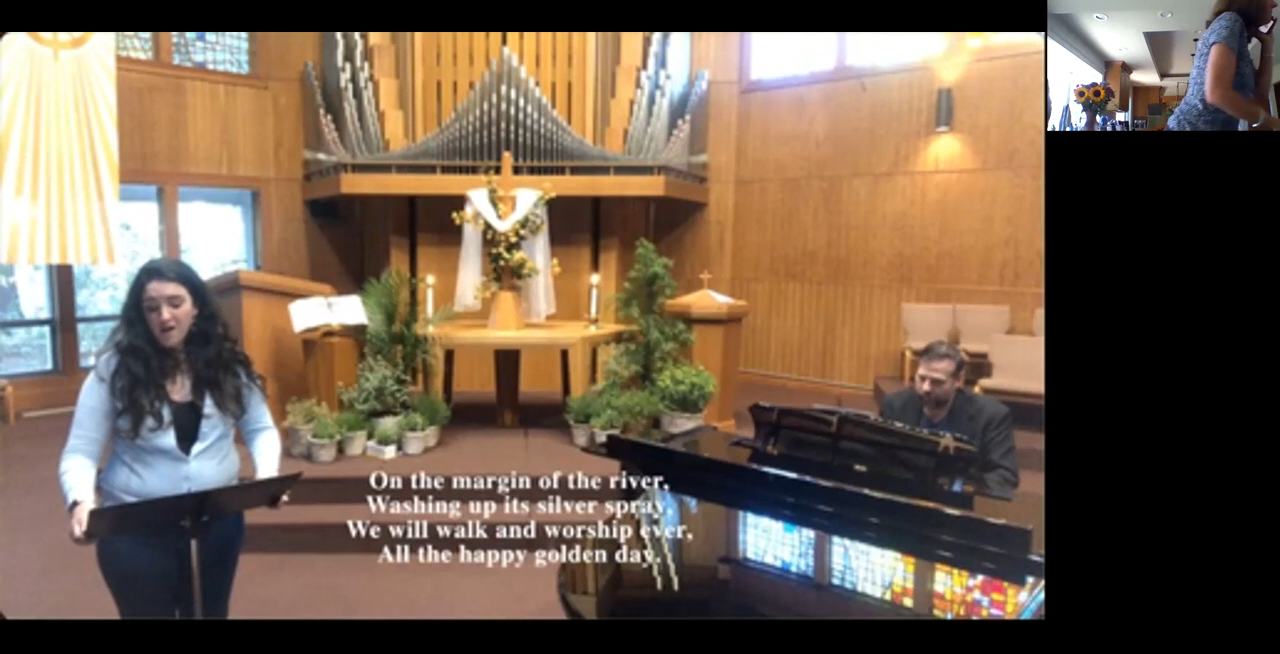 On the margin of the river,
Washing up its silver spray,
We will walk and worship ever,
All the happy golden day.